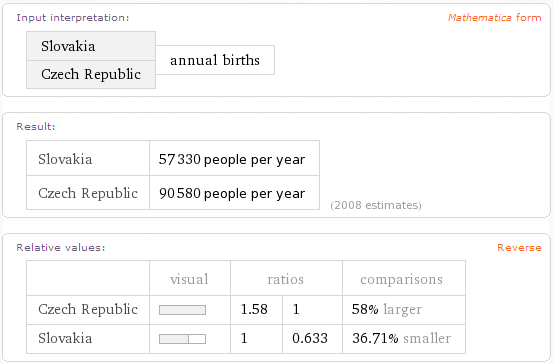 Input interpretation: Mathematica form
Slovakia
annual births
Czech Republic
Result:
Slovakia 57330 people per year
Czech Republic 90580 people per year
(2008 estimates)
Relative values: Reverse
visual ratios comparisons
Czech Republic 1.58 1 58% larger
Slovakia 1 0.633 36.71% smaller